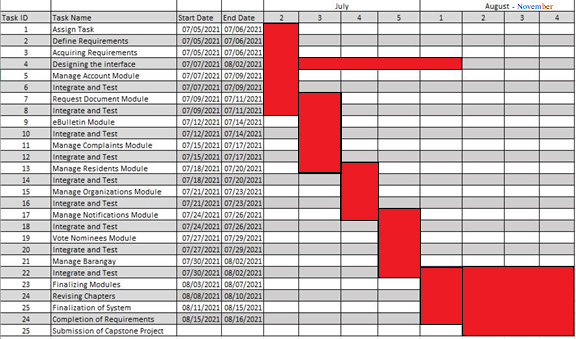 July August - November
Task ID Task Name Start Date End Date 2 3 4 5 1 2 3 4
1 Assign Task 07/05/2021 07/06/2021
2 Define Requirements 07/05/2021 07/06/2021
3 Acquiring Requirements 07/05/2021 07/06/2021
4 Designing the interface 07/07/2021 08/02/2021
5 Manage Account Module 07/07/2021 07/09/2021
6 Integrate and Test 07/07/2021 07/09/2021
7 Request Document Module 07/09/2021 07/11/2021
8 Integrate and Test 07/09/2021 07/11/2021
9 eBulletin Module 07/12/2021 07/14/2021
10 Integrate and Test 07/12/2021 07/14/2021
11 Manage Complaints Module 07/15/2021 07/17/2021
12 Integrate and Test 07/15/2021 07/17/2021
13 Manage Residents Module 07/18/2021 07/20/2021
14 Integrate and Test 07/18/2021 07/20/2021
15 Manage Organizations Module 07/21/2021 07/23/2021
16 Integrate and Test 07/21/2021 07/23/2021
17 Manage Notifications Module 07/24/2021 07/26/2021
18 Integrate and Test 07/24/2021 07/26/2021
19 Vote Nominees Module 07/27/2021 07/29/2021
20 Integrate and Test 07/27/2021 07/29/2021
21 Manage Barangay 07/30/2021 08/02/2021
22 Integrate and Test 07/30/2021 08/02/2021
23 Finalizing Modules 08/03/2021 08/07/2021
24 Revising Chapters 08/08/2021 08/10/2021
25 Finalization of System 08/11/2021 08/15/2021
24 Completion of Requirements 08/15/2021 08/16/2021
25 Submission of Capstone Project